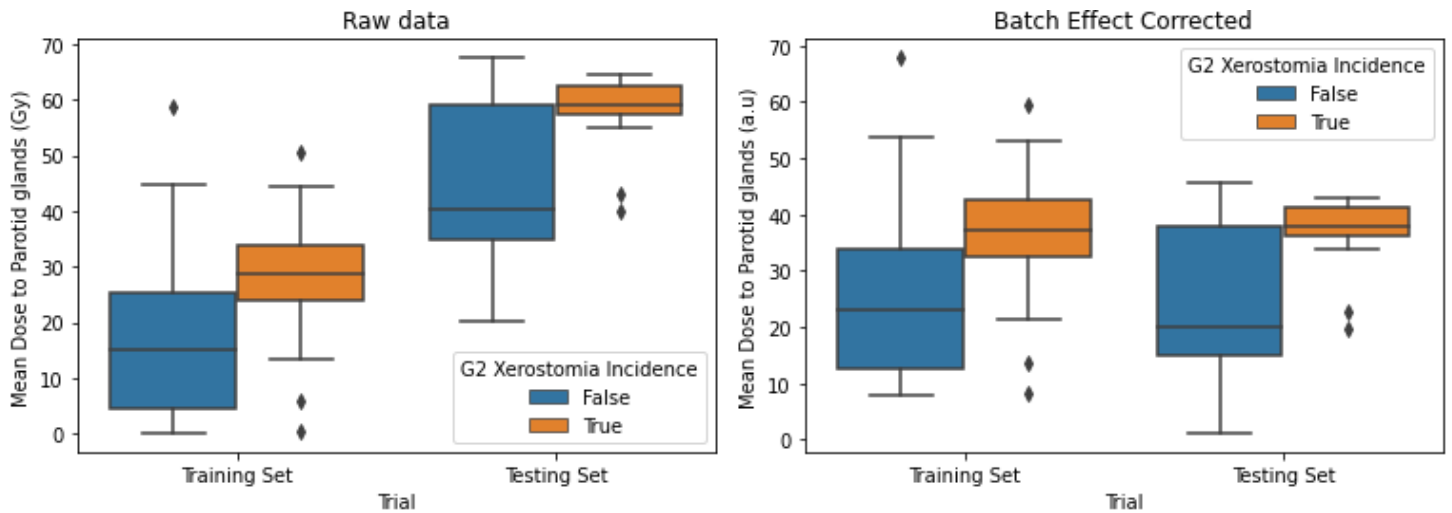 Raw data
Mean Dose to Parotid glands (Gy)
70
60
50
40
30
20
10
0
G2 Xerostomia Incidence
False
True
Training Set
Testing Set
Trial
Batch Effect Corrected
Mean Dose to Parotid glands (a.u)
70
60
50
40
30
20
10
0
G2 Xerostomia Incidence
False
True
Training Set
Testing Set
Trial